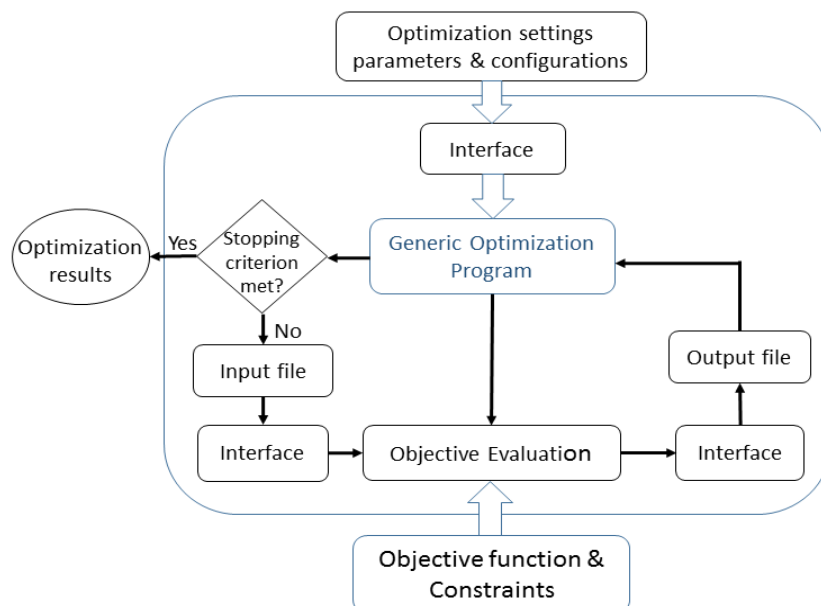 Optimization settings
parameters & configurations
Interface
Generic Optimization
Program
Stopping
criterion
met?
Yes
Optimization
results
No
Input file
Output file
Interface
Objective Evaluation
Interface
Objective function &
Constraints